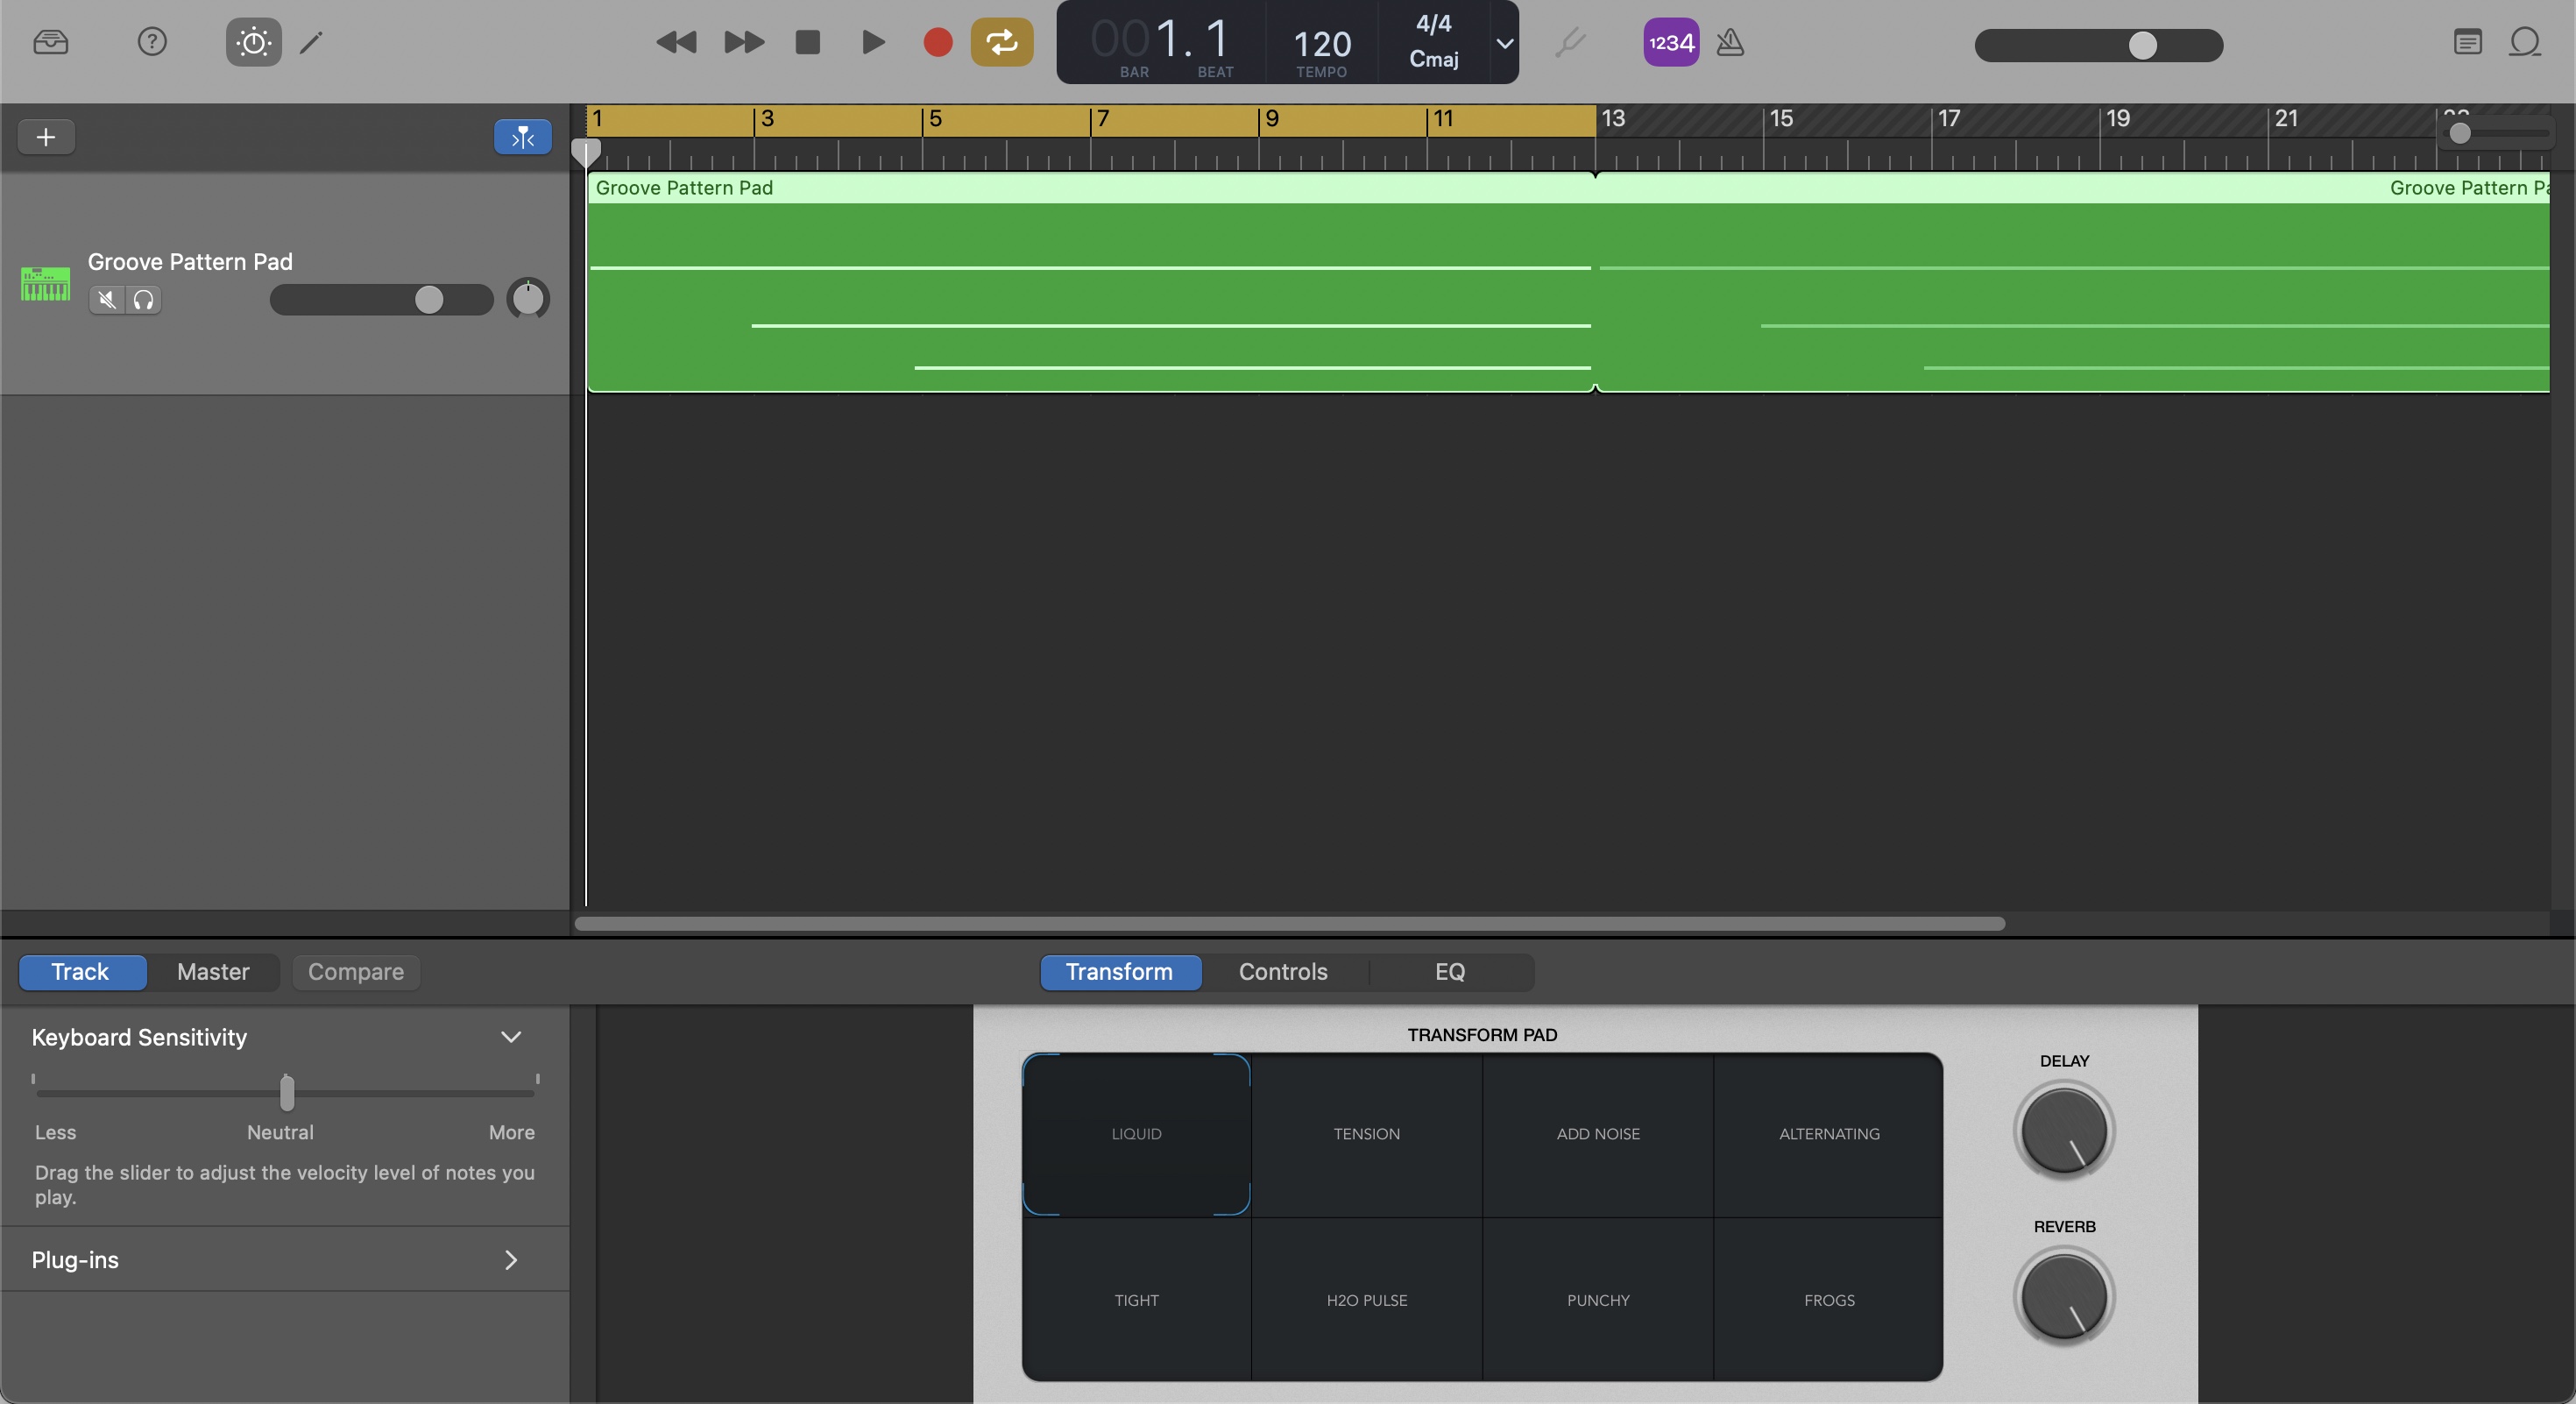 001. 1
BAR BEAT
120
TEMPO
4/4
Cmaj
1234
1 3 5 7 9 11 13 15 17 19 21
Groove Pattern Pad
Groove Pattern Pa
Groove Pattern Pad
Track Master Compare
Transform Controls EQ
Keyboard Sensitivity
Less Neutral More
Drag the slider to adjust the velocity level of notes you
play.
Plug-ins
TRANSFORM PAD
LIQUID TENSION ADD NOISE ALTERNATING
TIGHT H2O PULSE PUNCHY FROGS
DELAY
REVERB